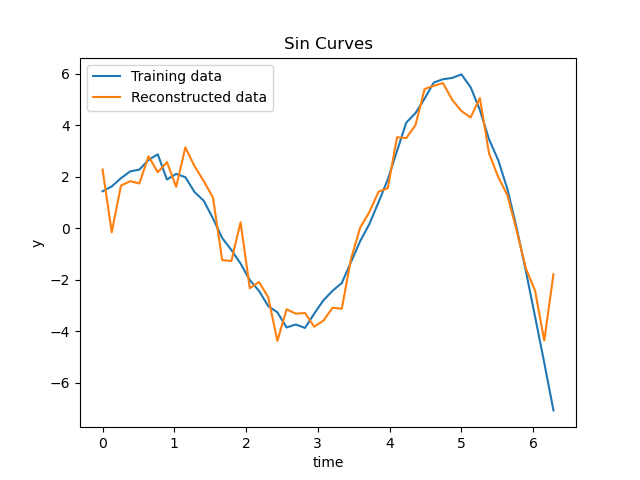 Sin Curves
Training data
Reconstructed data
6
4
2
0
−2
−4
−6
y
0 1 2 3 4 5 6
time